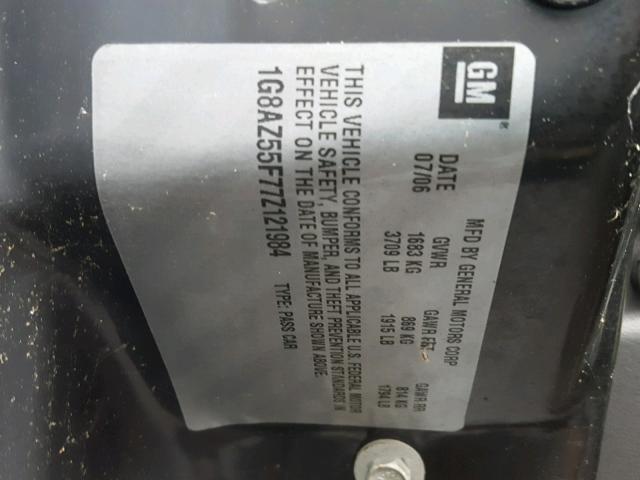 GM
MFD BY GENERAL MOTORS CORP
DATE GVWR GAWR FRT GAWR RR
07/06 1683 KG 869 KG 814 KG
3709 LB 1915 LB 1794 LB
THIS VEHICLE CONFORMS TO ALL APPLICABLE U.S. FEDERAL MOTOR
VEHICLE SAFETY, BUMPER, AND THEFT PREVENTION STANDARDS IN
EFFECT ON THE DATE OF MANUFACTURE SHOWN ABOVE.
1G8AZ55F77Z121984 TYPE: PASS CAR